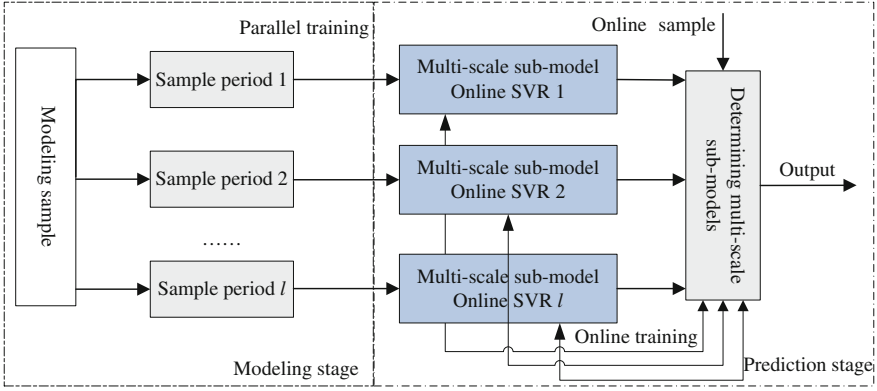 Parallel training
Online sample
Modeling sample
Sample period 1
Multi-scale sub-model
Online SVR 1
Sample period 2
Multi-scale sub-model
Online SVR 2
……
Sample period l
Multi-scale sub-model
Online SVR l
Determining multi-scale
sub-models
Output
Online training
Modeling stage
Prediction stage